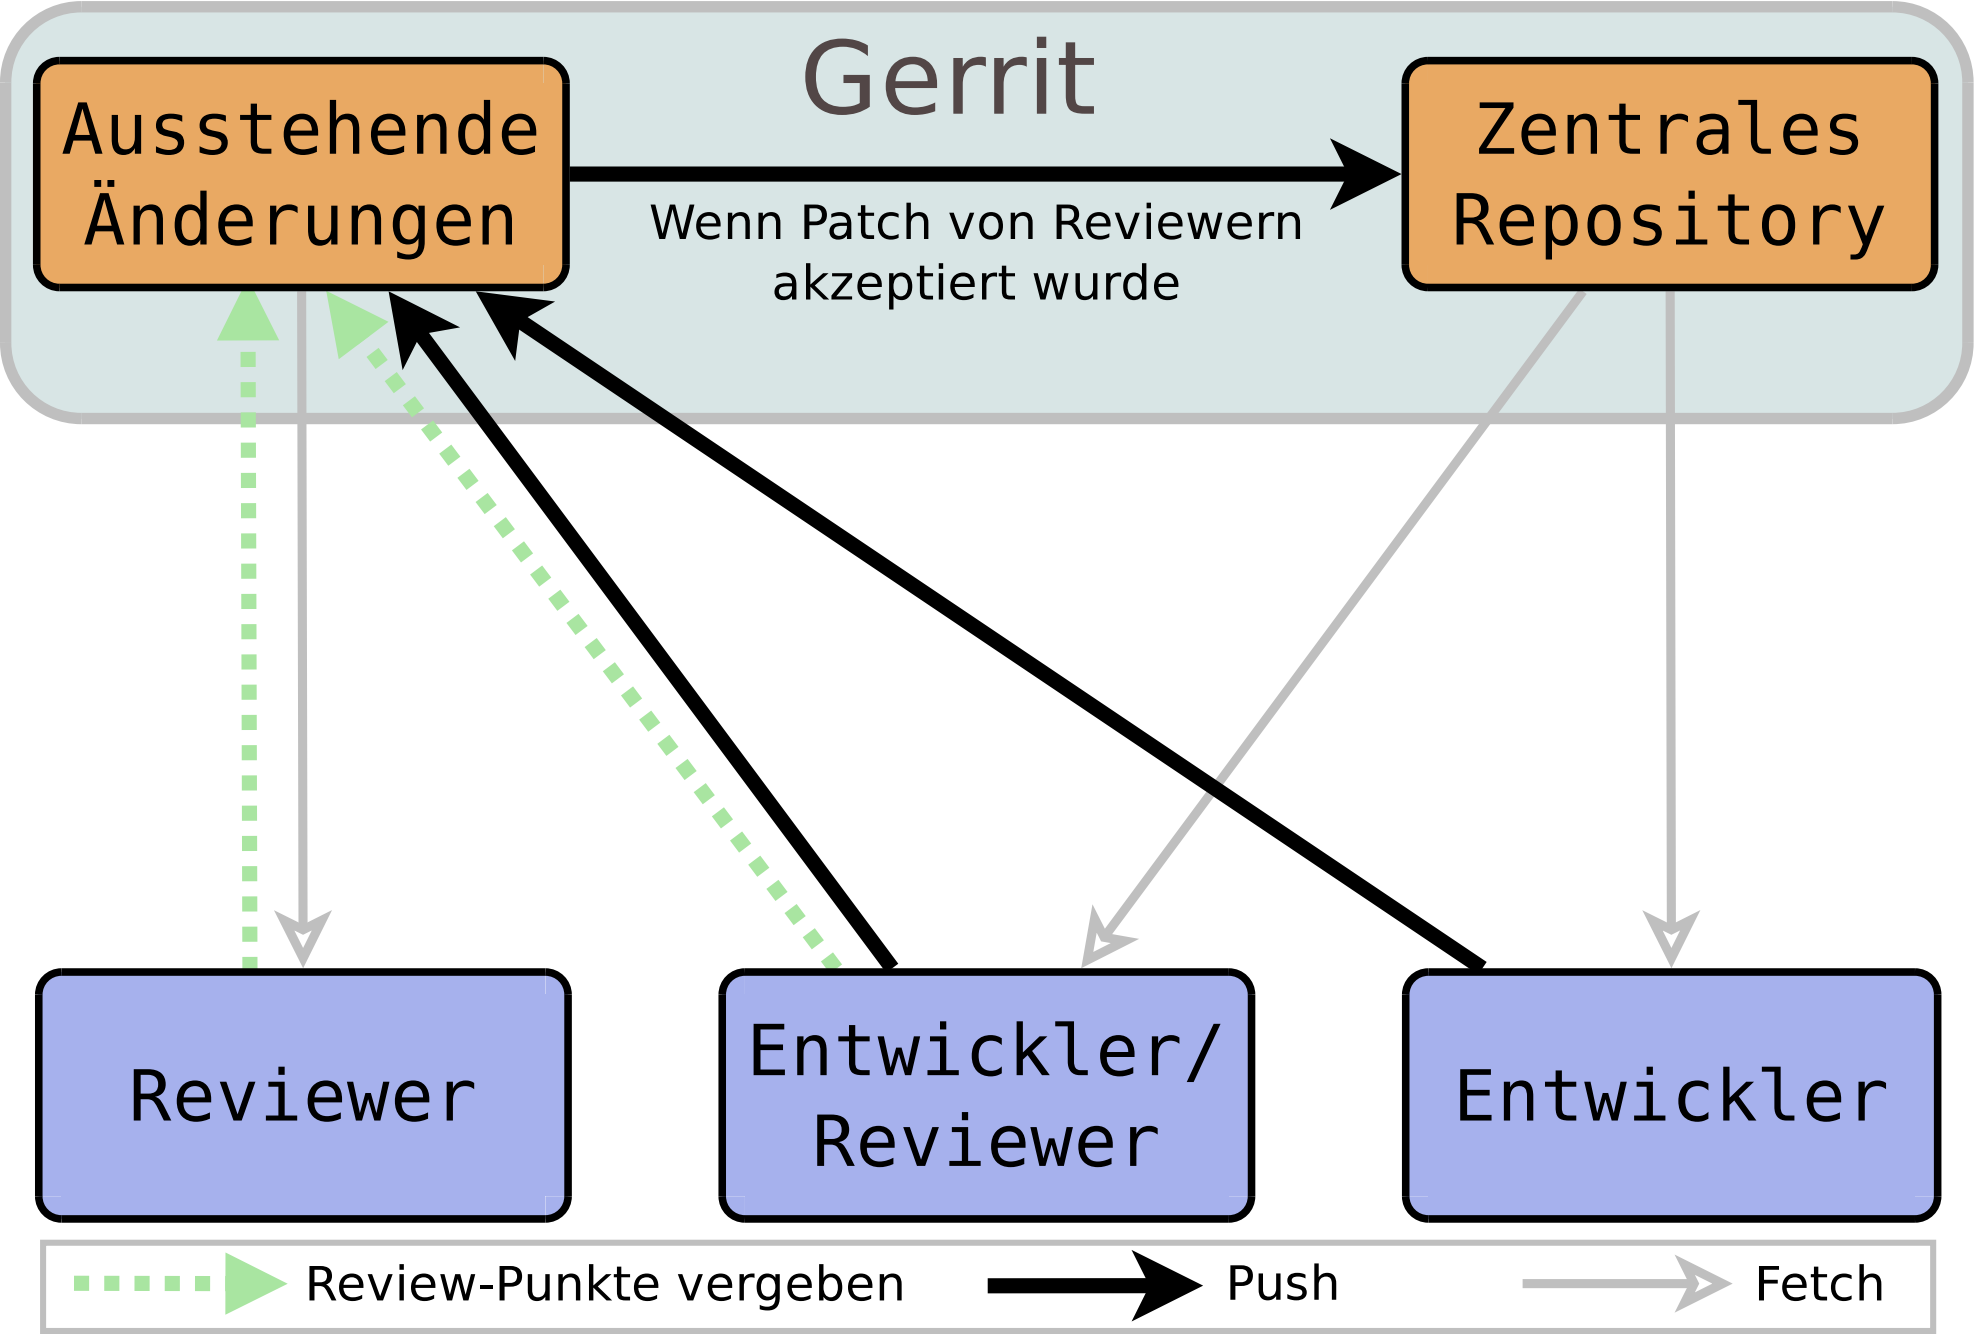 Gerrit
Ausstehende
Änderungen
Wenn Patch von Reviewern
akzeptiert wurde
Zentrales
Repository
Reviewer
Entwickler/
Reviewer
Entwickler
Review-Punkte vergeben
Push
Fetch